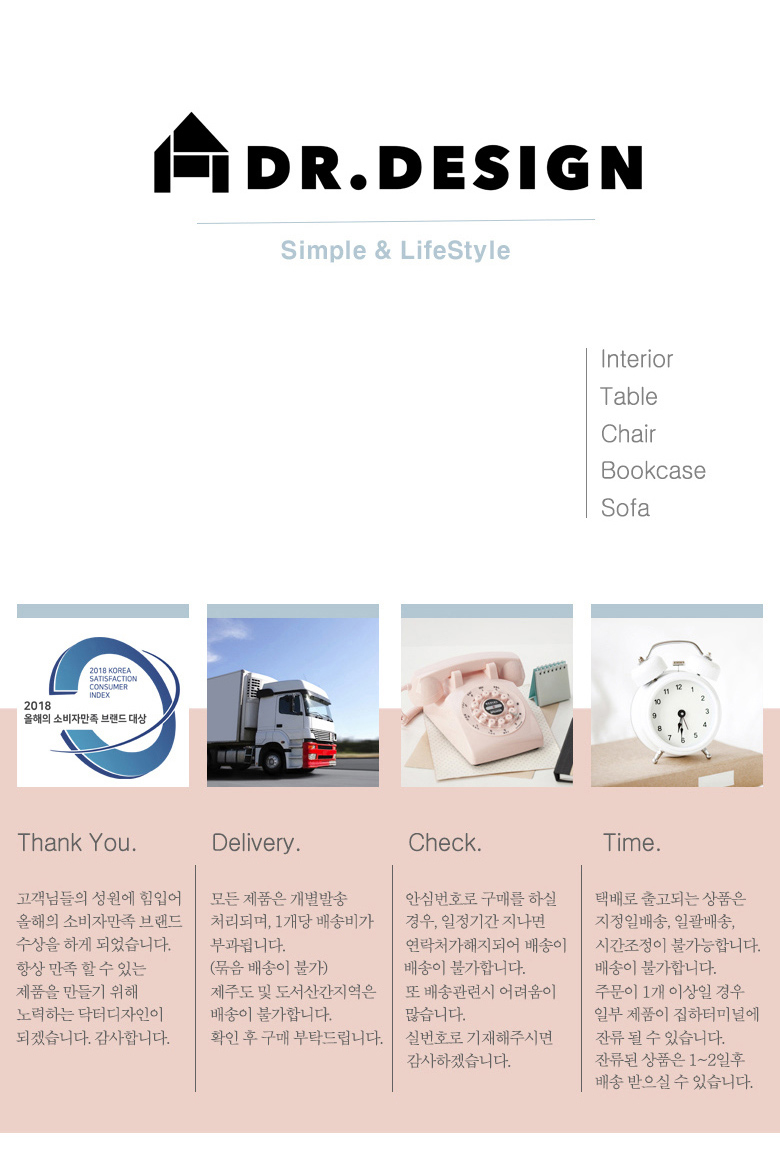 DR.DESIGN
Simple & LifeStyle
Interior
Table
Chair
Bookcase
Sofa
2018 KOREA
SATISFACTION
CONSUMER
INDEX
2018
올해의 소비자만족 브랜드 대상
Thank You.
고객님들의 성원에 힘입어
올해의 소비자만족 브랜드
수상을 하게 되었습니다.
항상 만족 할 수 있는
제품을 만들기 위해
노력하는 닥터디자인이
되겠습니다. 감사합니다.
Delivery.
모든 제품은 개별발송
처리되며, 1개당 배송비가
부과됩니다.
(묶음 배송이 불가)
제주도 및 도서산간지역은
배송이 불가합니다.
확인 후 구매 부탁드립니다.
Check.
안심번호로 구매를 하실
경우, 일정기간 지나면
연락처가해지되어 배송이
배송이 불가합니다.
또 배송관련시 어려움이
많습니다.
실번호로 기재해주시면
감사하겠습니다.
Time.
택배로 출고되는 상품은
지정일배송, 일괄배송,
시간조정이 불가능합니다.
배송이 불가합니다.
주문이 1개 이상일 경우
일부 제품이 집하터미널에
잔류 될 수 있습니다.
잔류된 상품은 1~2일후
배송 받으실 수 있습니다.